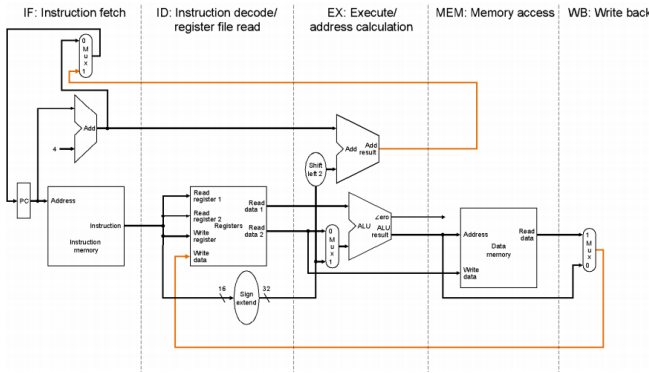 IF: Instruction fetch
ID: Instruction decode/
register file read
EX: Execute/
address calculation
MEM: Memory access
WB: Write back
0
M
u
x
1
Add
4
PC
Address
Instruction
Instruction
memory
Read
register 1
Read
register 2
Registers
Write
register
Write
data
Read
data 1
Read
data 2
16
Sign
extend
32
Shift
left 2
Add
Add
result
0
M
u
x
1
ALU
Zero
ALU
result
Address
Write
data
Data
memory
Read
data
1
M
u
x
0